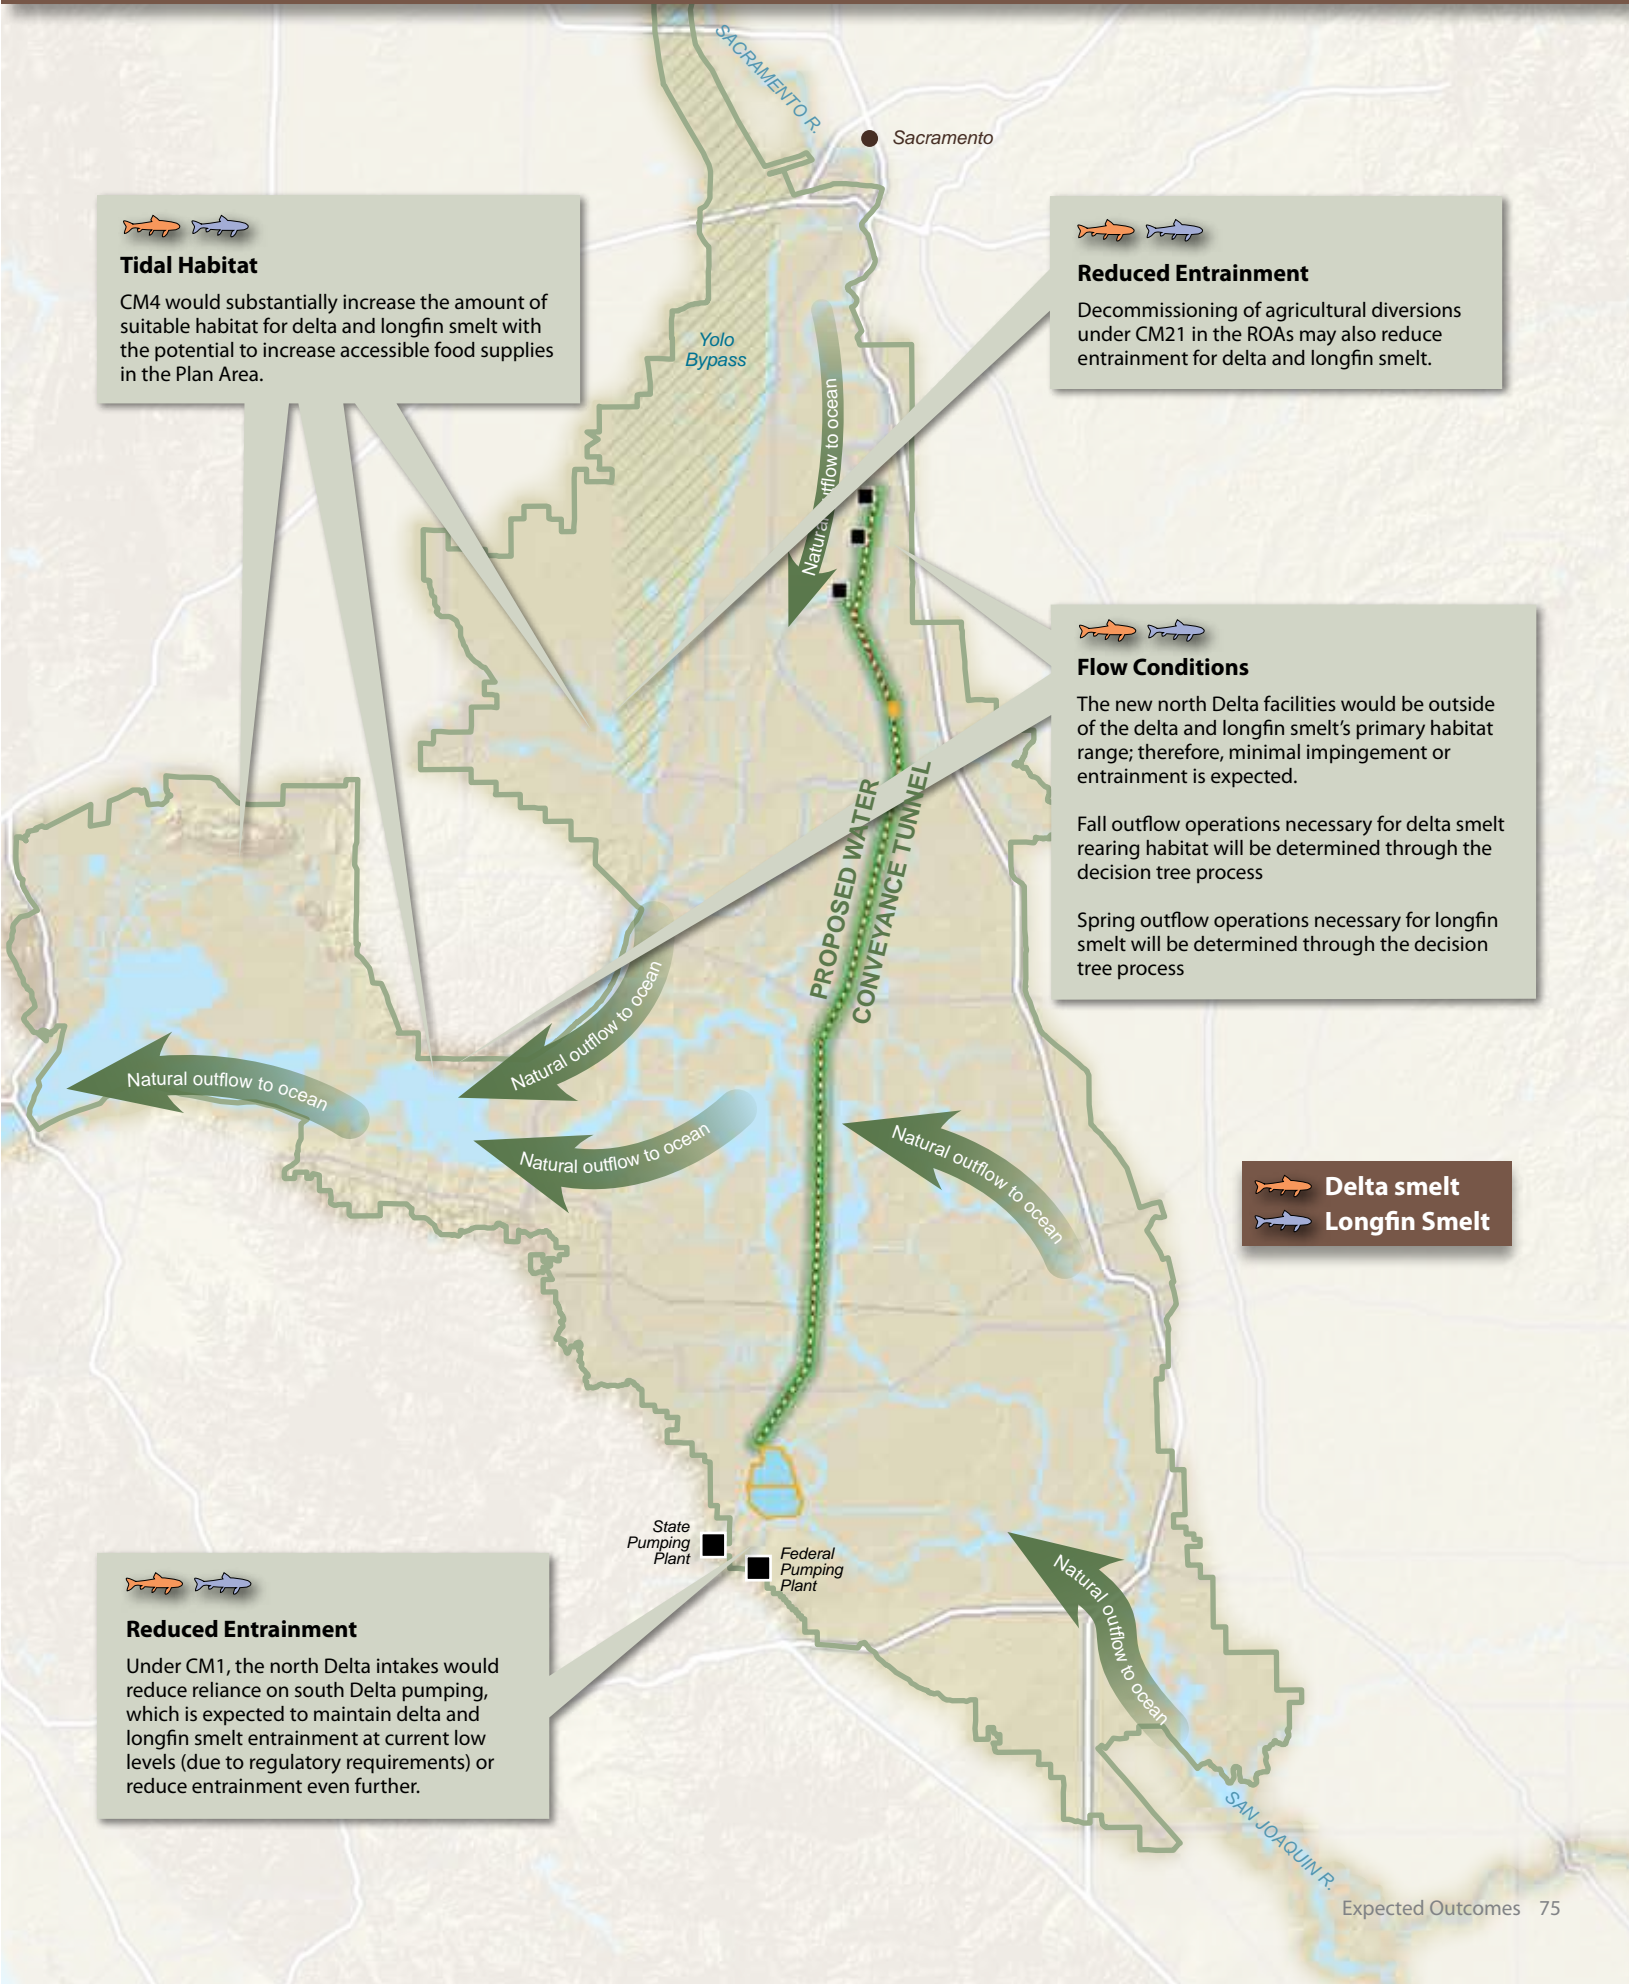 SACRAMENTO R.
Sacramento
Tidal Habitat
CM4 would substantially increase the amount of
suitable habitat for delta and longfin smelt with
the potential to increase accessible food supplies
in the Plan Area.
Reduced Entrainment
Decommissioning of agricultural diversions
under CM21 in the ROAs may also reduce
entrainment for delta and longfin smelt.
Yolo
Bypass
Natural outflow to ocean
Flow Conditions
The new north Delta facilities would be outside
of the delta and longfin smelt's primary habitat
range; therefore, minimal impingement or
entrainment is expected.
Fall outflow operations necessary for delta smelt
rearing habitat will be determined through the
decision tree process
Spring outflow operations necessary for longfin
smelt will be determined through the decision
tree process
PROPOSED WATER
CONVEYANCE TUNNEL
Natural outflow to ocean
Natural outflow to ocean
Natural outflow to ocean
Natural outflow to ocean
Delta smelt
Longfin Smelt
State
Pumping
Plant
Federal
Pumping
Plant
Natural outflow to ocean
Reduced Entrainment
Under CM1, the north Delta intakes would
reduce reliance on south Delta pumping,
which is expected to maintain delta and
longfin smelt entrainment at current low
levels (due to regulatory requirements) or
reduce entrainment even further.
SAN JOAQUIN R.
Expected Outcomes 75